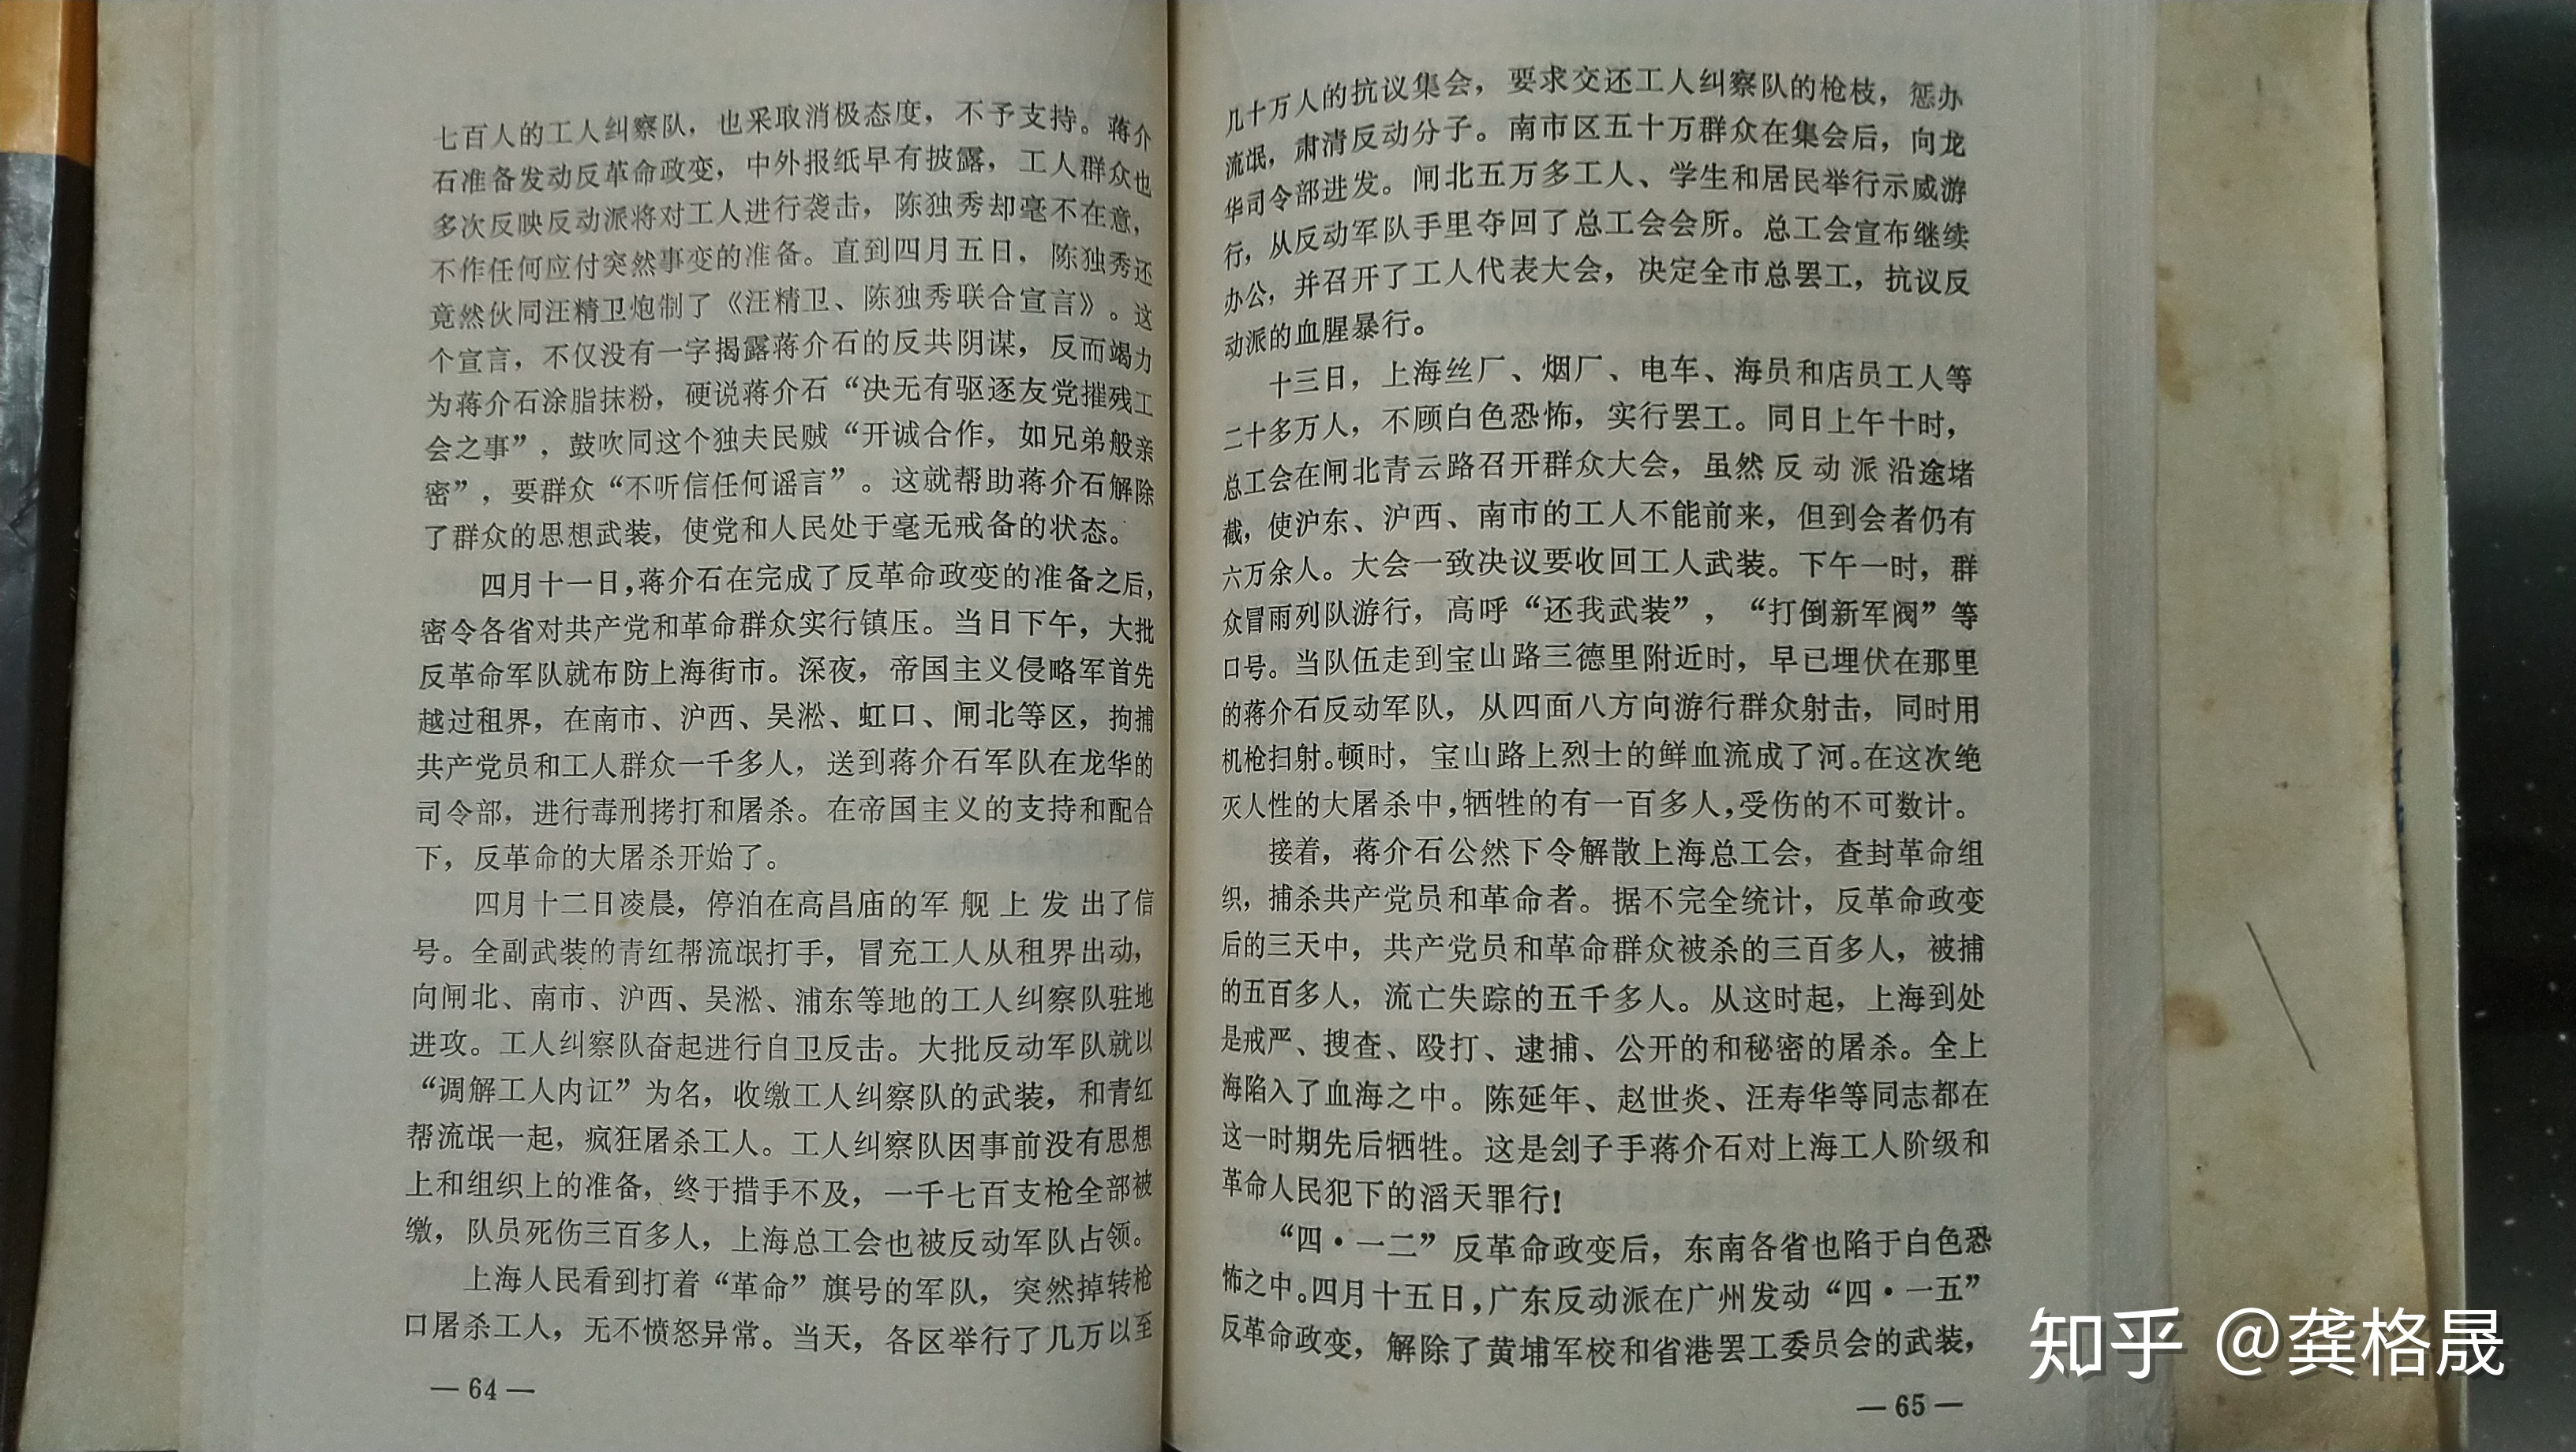 七百人的工人纠察队，也采取消极态度，不予支持。蒋介
石准备发动反革命政变，中外报纸早有披露，工人群众也
多次反映反动派将对工人进行袭击，陈独秀却毫不在意，
不作任何应付突然事变的准备。直到四月五日，陈独秀还
竟然伙同汪精卫炮制了《汪精卫、陈独秀联合宣言》。这
个宣言，不仅没有一字揭露蒋介石的反共阴谋，反而竭力
为蒋介石涂脂抹粉，硬说蒋介石“决无有驱逐友党摧残工
会之事”，鼓吹同这个独夫民贼“开诚合作，如兄弟般亲
密”，要群众“不听信任何谣言”。这就帮助蒋介石解除
了群众的思想武装，使党和人民处于毫无戒备的状态。
四月十一日，蒋介石在完成了反革命政变的准备之后，
密令各省对共产党和革命群众实行镇压。当日下午，大批
反革命军队就布防上海街市。深夜，帝国主义侵略军首先
越过租界，在南市、沪西、吴淞、虹口、闸北等区，拘捕
共产党员和工人群众一千多人，送到蒋介石军队在龙华的
司令部，进行毒刑拷打和屠杀。在帝国主义的支持和配合
下，反革命的大屠杀开始了。
四月十二日凌晨，停泊在高昌庙的军舰上发出了信
号。全副武装的青红帮流氓打手，冒充工人从租界出动，
向闸北、南市、沪西、吴淞、浦东等地的工人纠察队驻地
进攻。工人纠察队奋起进行自卫反击。大批反动军队就以
“调解工人内讧”为名，收缴工人纠察队的武装，和青红
帮流氓一起，疯狂屠杀工人。工人纠察队因事前没有思想
上和组织上的准备，终于措手不及，一千七百支枪全部被
缴，队员死伤三百多人，上海总工会也被反动军队占领。
上海人民看到打着“革命”旗号的军队，突然掉转枪
口屠杀工人，无不愤怒异常。当天，各区举行了几万以至
— 64 —
几十万人的抗议集会，要求交还工人纠察队的枪枝，惩办
流氓，肃清反动分子。南市区五十万群众在集会后，向龙
华司令部进发。闸北五万多工人、学生和居民举行示威游
行，从反动军队手里夺回了总工会会所。总工会宣布继续
办公，并召开了工人代表大会，决定全市总罢工，抗议反
动派的血腥暴行。
十三日，上海丝厂、烟厂、电车、海员和店员工人等
二十多万人，不顾白色恐怖，实行罢工。同日上午十时，
总工会在闸北青云路召开群众大会，虽然反动派沿途堵
截，使沪东、沪西、南市的工人不能前来，但到会者仍有
六万余人。大会一致决议要收回工人武装。下午一时，群
众冒雨列队游行，高呼“还我武装”，“打倒新军阀”等
口号。当队伍走到宝山路三德里附近时，早已埋伏在那里
的蒋介石反动军队，从四面八方向游行群众射击，同时用
机枪扫射。顿时，宝山路上烈士的鲜血流成了河。在这次绝
灭人性的大屠杀中，牺牲的有一百多人，受伤的不可数计。
接着，蒋介石公然下令解散上海总工会，查封革命组
织，捕杀共产党员和革命者。据不完全统计，反革命政变
后的三天中，共产党员和革命群众被杀的三百多人，被捕
的五百多人，流亡失踪的五千多人。从这时起，上海到处
是戒严、搜查、殴打、逮捕、公开的和秘密的屠杀。全上
海陷入了血海之中。陈延年、赵世炎、汪寿华等同志都在
这一时期先后牺牲。这是刽子手蒋介石对上海工人阶级和
革命人民犯下的滔天罪行！
“四·一二”反革命政变后，东南各省也陷于白色恐
怖之中。四月十五日，广东反动派在广州发动“四·一五”
反革命政变，解除了黄埔军校和省港罢工委员会的武装，
— 65 —
知乎 @龚格晟